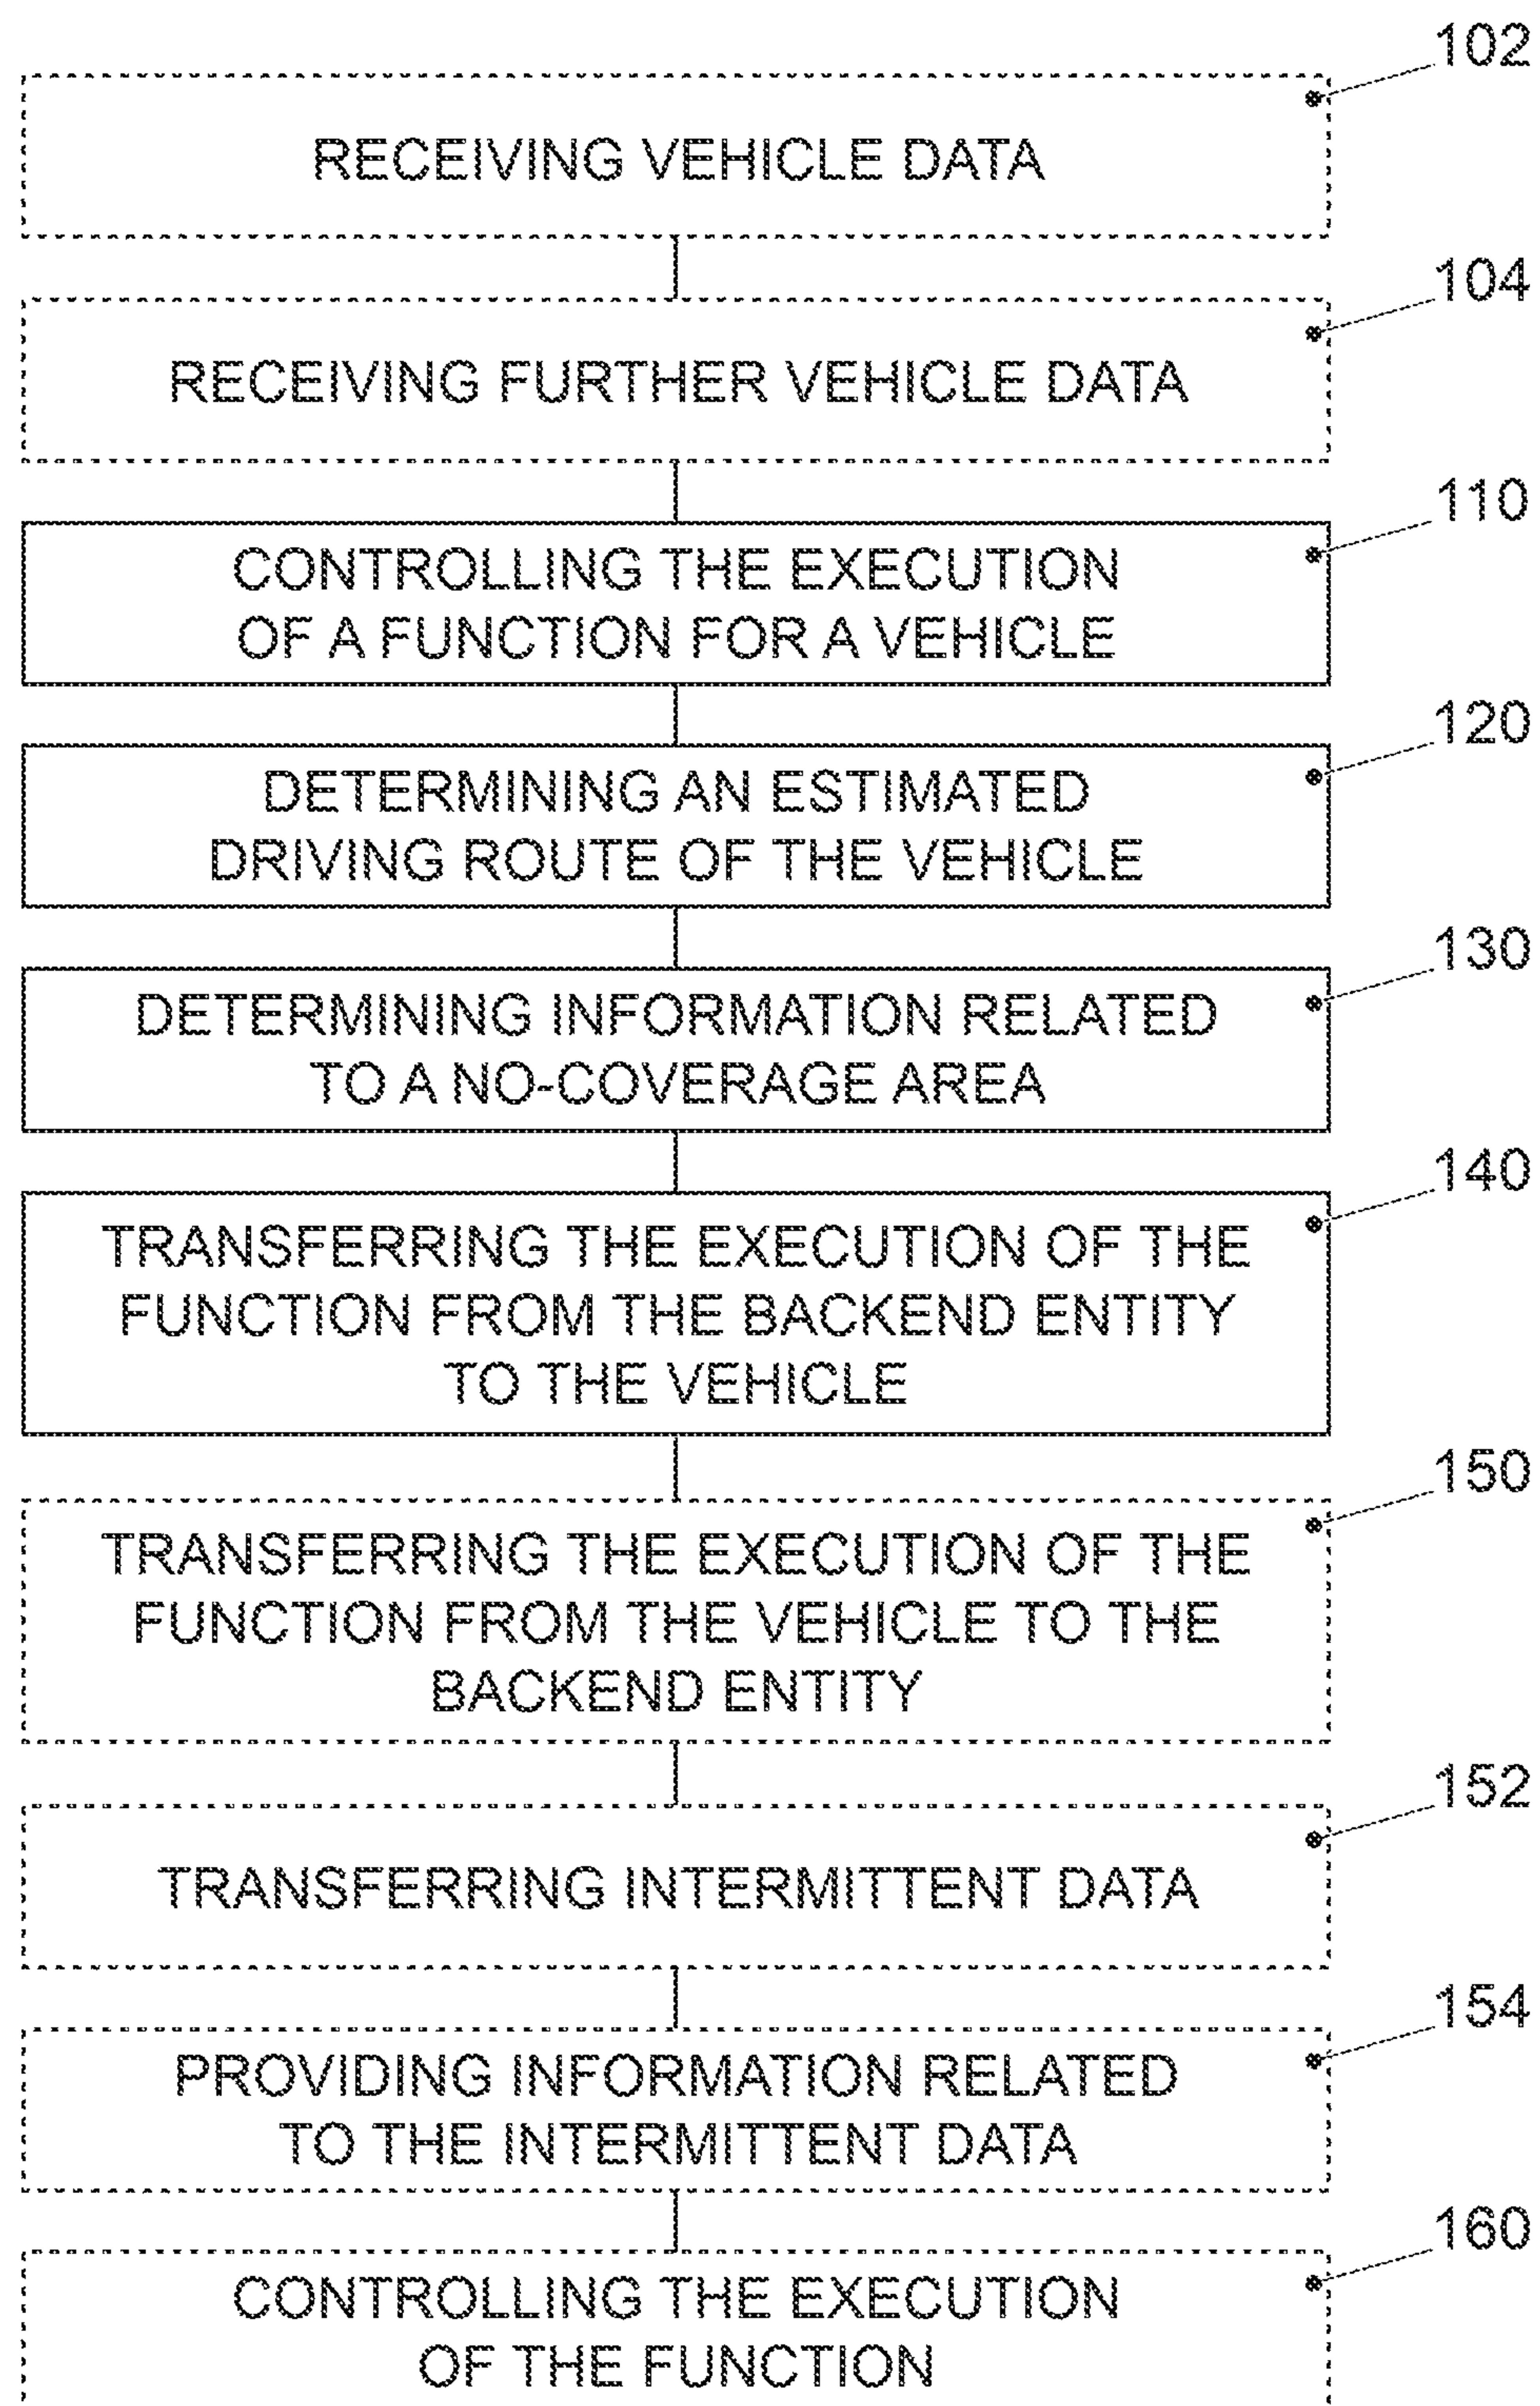 102
RECEIVING VEHICLE DATA
104
RECEIVING FURTHER VEHICLE DATA
110
CONTROLLING THE EXECUTION
OF A FUNCTION FOR A VEHICLE
120
DETERMINING AN ESTIMATED
DRIVING ROUTE OF THE VEHICLE
130
DETERMINING INFORMATION RELATED
TO A NO-COVERAGE AREA
140
TRANSFERRING THE EXECUTION OF THE
FUNCTION FROM THE BACKEND ENTITY
TO THE VEHICLE
150
TRANSFERRING THE EXECUTION OF THE
FUNCTION FROM THE VEHICLE TO THE
BACKEND ENTITY
152
TRANSFERRING INTERMITTENT DATA
154
PROVIDING INFORMATION RELATED
TO THE INTERMITTENT DATA
160
CONTROLLING THE EXECUTION
OF THE FUNCTION